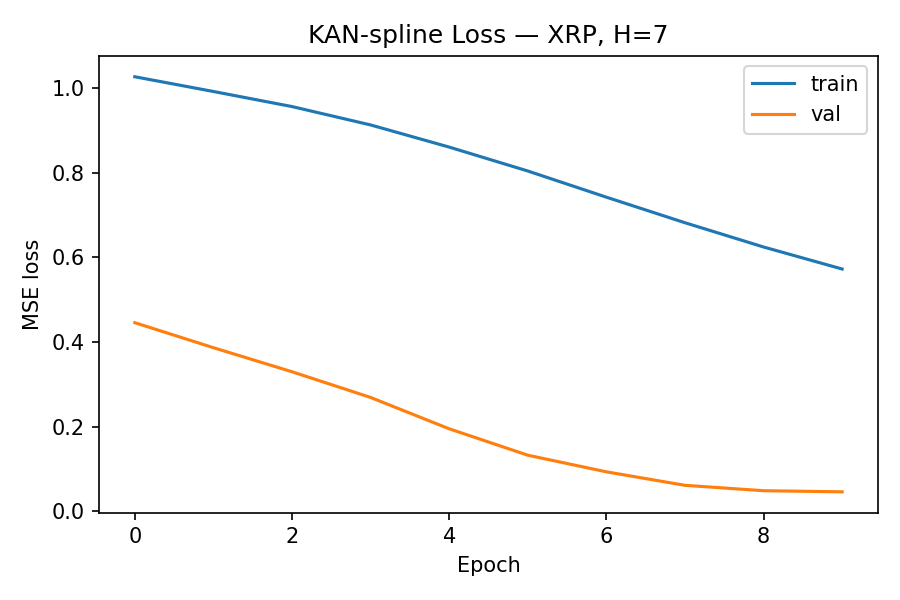 KAN-spline Loss — XRP, H=7
train
val
1.0
0.8
0.6
0.4
0.2
0.0
MSE loss
0 2 4 6 8
Epoch